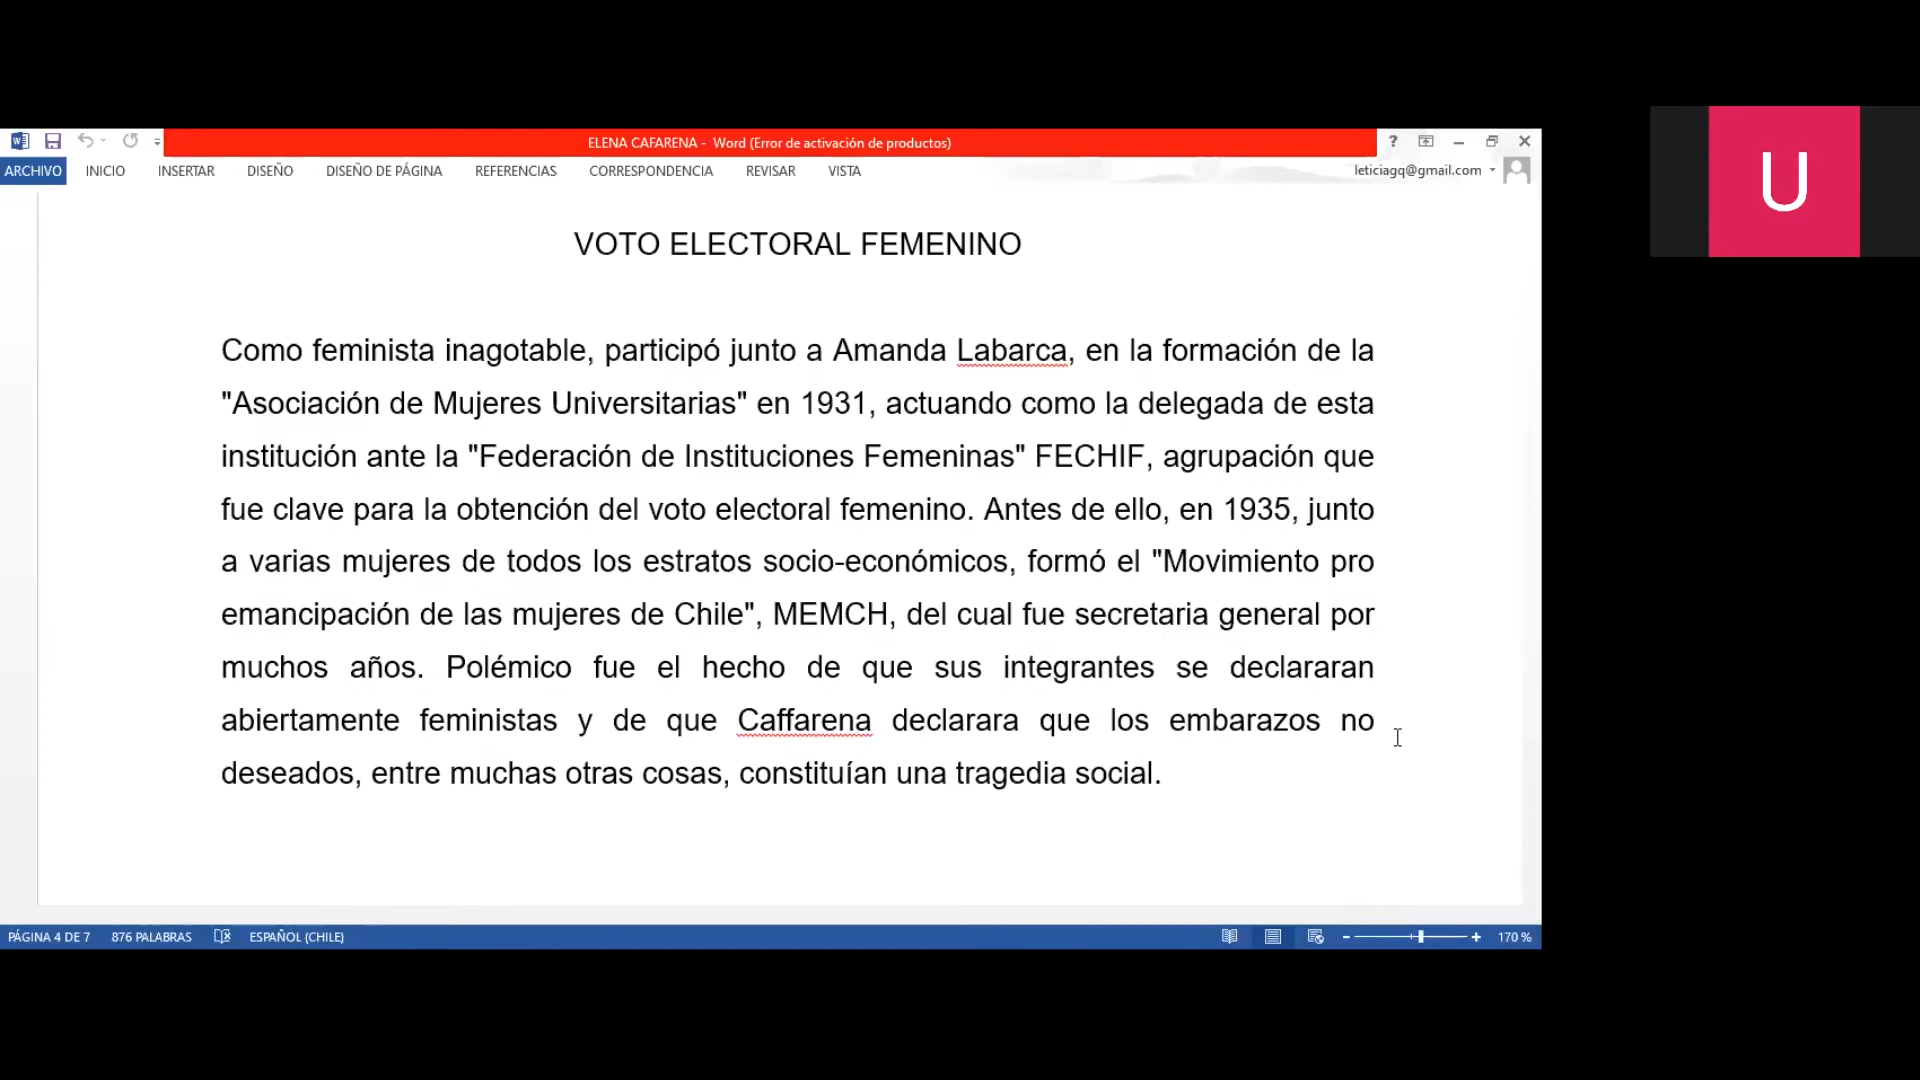 ELENA CAFARENA - Word (Error de activación de productos)
?
ARCHIVO INICIO INSERTAR DISEÑO DISEÑO DE PÁGINA REFERENCIAS CORRESPONDENCIA REVISAR VISTA leticiagq@gmail.com
U
VOTO ELECTORAL FEMENINO
Como feminista inagotable, participó junto a Amanda Labarca, en la formación de la
"Asociación de Mujeres Universitarias" en 1931, actuando como la delegada de esta
institución ante la "Federación de Instituciones Femeninas" FECHIF, agrupación que
fue clave para la obtención del voto electoral femenino. Antes de ello, en 1935, junto
a varias mujeres de todos los estratos socio-económicos, formó el "Movimiento pro
emancipación de las mujeres de Chile", MEMCH, del cual fue secretaria general por
muchos años. Polémico fue el hecho de que sus integrantes se declararan
abiertamente feministas y de que Caffarena declarara que los embarazos no
deseados, entre muchas otras cosas, constituían una tragedia social.
PÁGINA 4 DE 7 876 PALABRAS ESPAÑOL (CHILE) 170 %